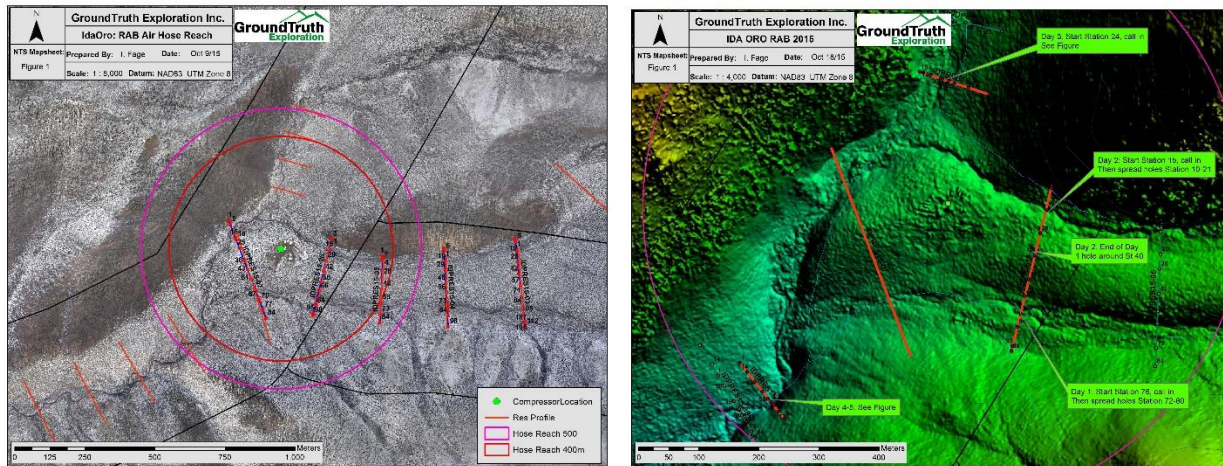 GroundTruth Exploration Inc.
IdaOro: RAB Air Hose Reach
NTS Mapsheet:
Figure 1
Prepared By: I. Fage Date: Oct 9/15
Scale: 1 : 5,000 Datum: NAD83 UTM Zone 8
GroundTruth
Exploration
CompressorLocation
Res Profile
Hose Reach 500
Hose Reach 400m
Meters
0 125 250 500 750 1,000
GroundTruth Exploration Inc.
IDA ORO RAB 2015
NTS Mapsheet:
Figure 1
Prepared By: I. Fage Date: Oct 18/15
Scale: 1 : 4,000 Datum: NAD83 UTM Zone 8
GroundTruth
Exploration
Day 3. Start Station 24, call in
See Figure
Day 2: Start Station 15, call in
Then spread holes Station 10-21
Day 2. End of Day
1 hole around St 40
Day 1: Start Station 76, call in
Then spread holes Station 72-80
Day 4-5. See Figure
Meters
0 50 100 200 300 400